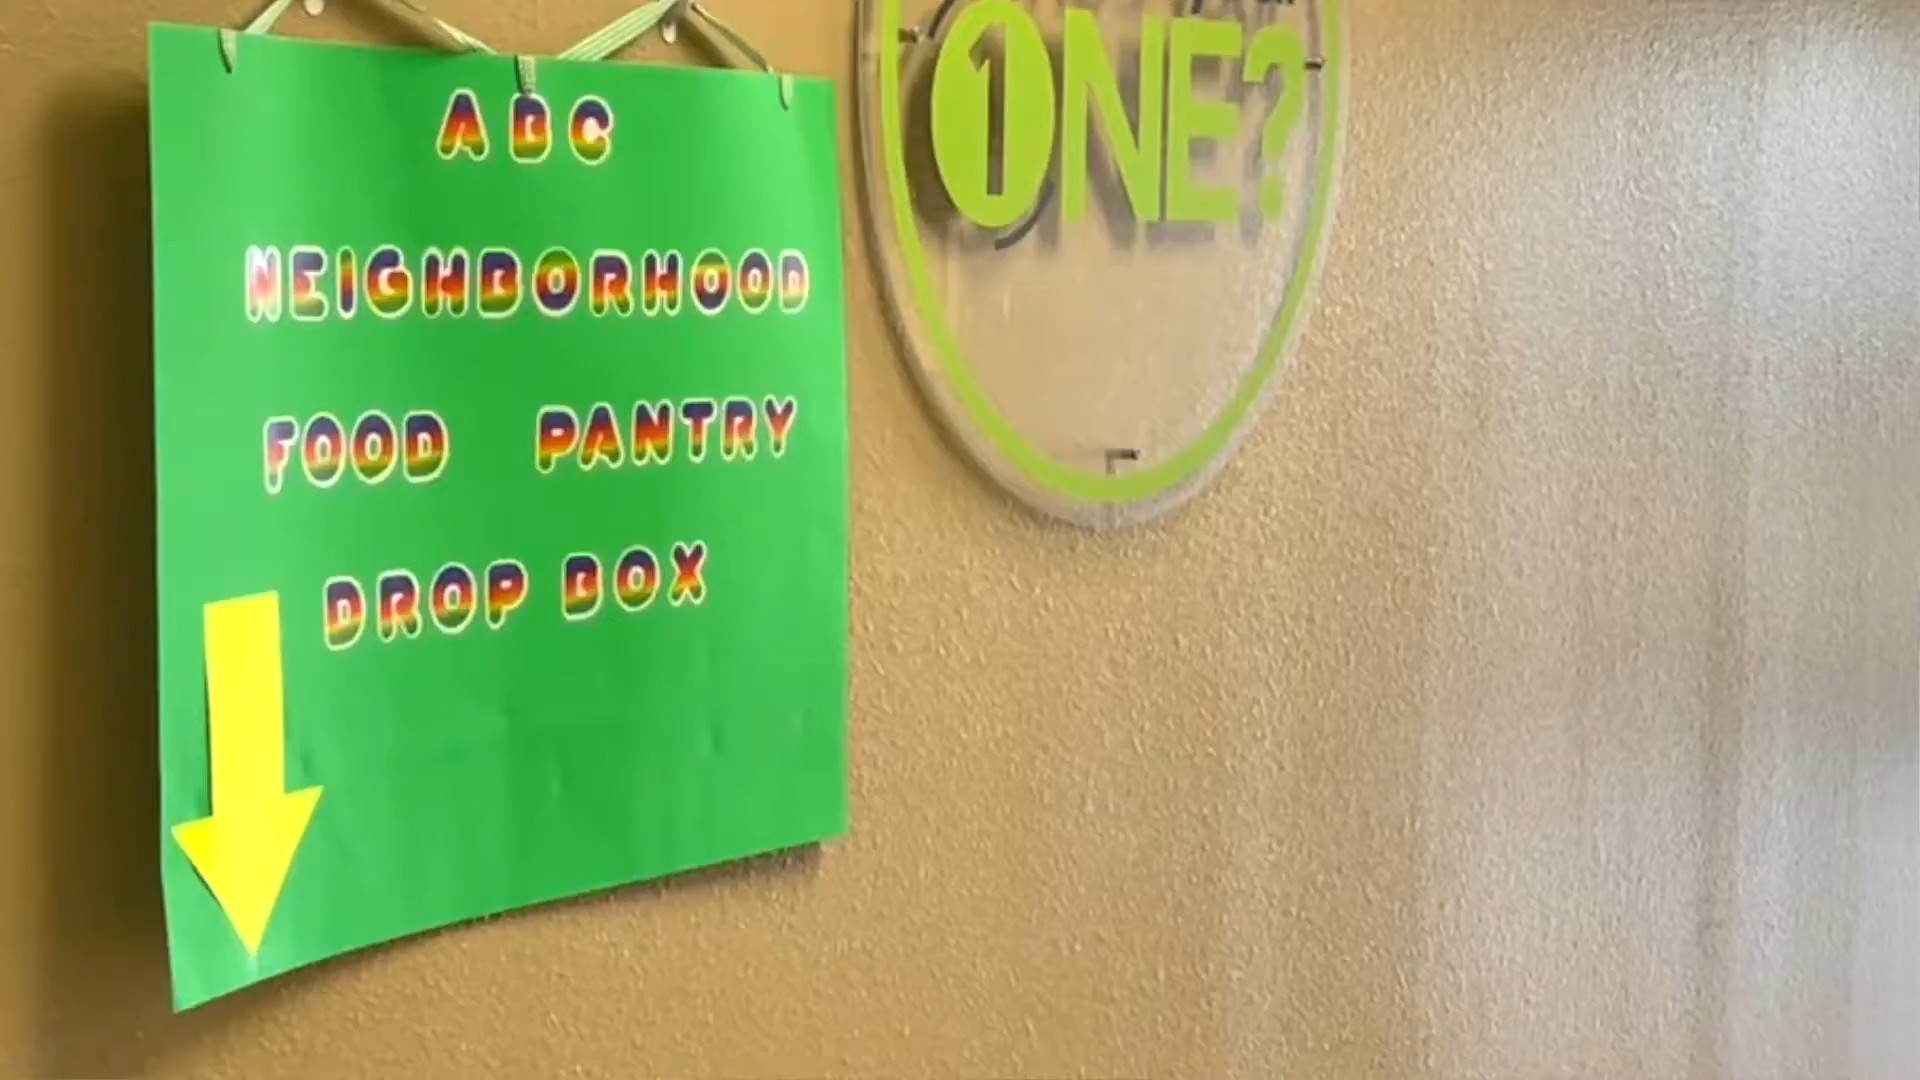 ABC
NEIGHBORHOOD
FOOD PANTRY
DROP BOX
ONE?